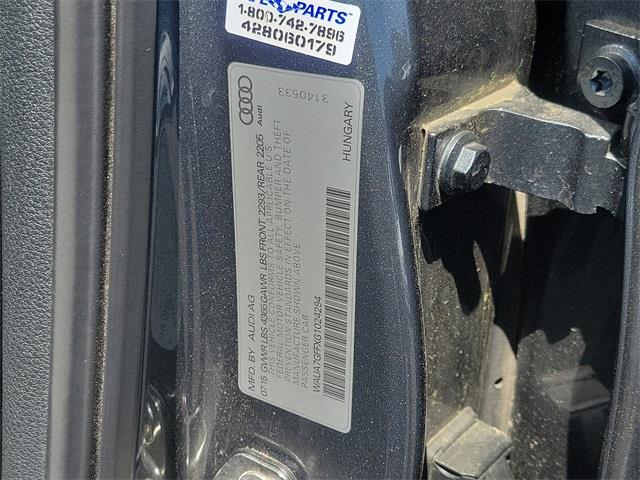 PARTS™
1-800-742-7896
428060179
Audi
3140533
HUNGARY
MFD. BY AUDI AG
07/15 GVWR LBS 4365 GAWR LBS FRONT 2293/REAR 2205
THIS VEHICLE CONFORMS TO ALL APPLICABLE U S
FEDERAL MOTOR VEHICLE SAFETY, BUMPER AND THEFT
PREVENTION STANDARDS IN EFFECT ON THE DATE OF
MANUFACTURE SHOWN ABOVE
PASSENGER CAR
WAUA7GFFXG1024294